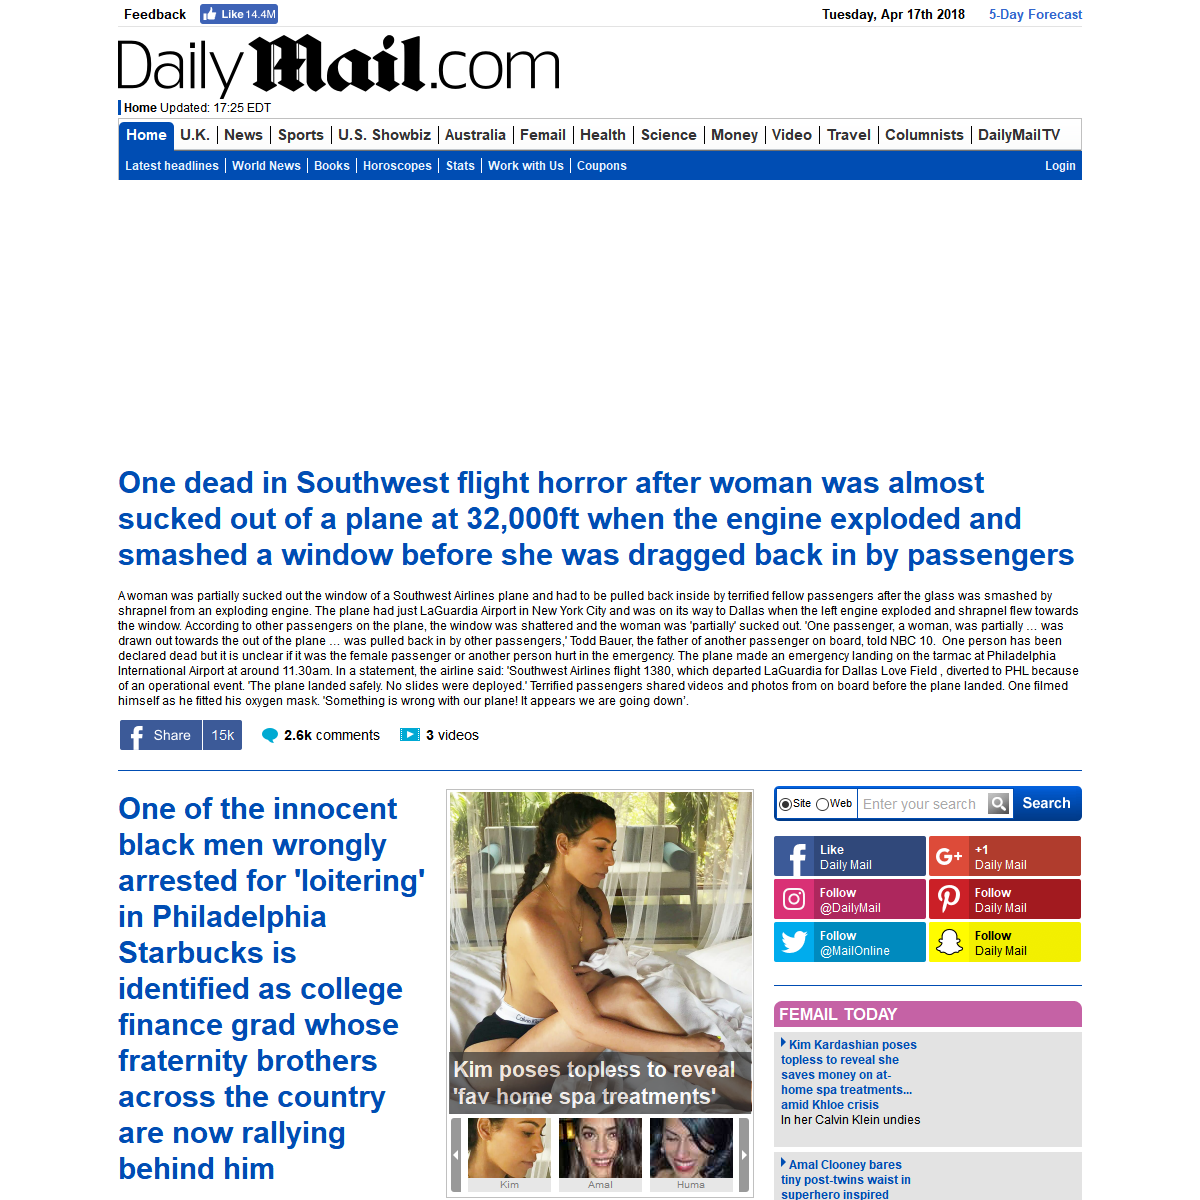 Feedback
Like 14.4M
Tuesday, Apr 17th 2018
5-Day Forecast
Daily Mail.com
Home Updated: 17:25 EDT
Home
U.K.
News
Sports
U.S. Showbiz
Australia
Femail
Health
Science
Money
Video
Travel
Columnists
DailyMailTV
Latest headlines
World News
Books
Horoscopes
Stats
Work with Us
Coupons
Login
One dead in Southwest flight horror after woman was almost
sucked out of a plane at 32,000ft when the engine exploded and
smashed a window before she was dragged back in by passengers
A woman was partially sucked out the window of a Southwest Airlines plane and had to be pulled back inside by terrified fellow passengers after the glass was smashed by
shrapnel from an exploding engine. The plane had just LaGuardia Airport in New York City and was on its way to Dallas when the left engine exploded and shrapnel flew towards
the window. According to other passengers on the plane, the window was shattered and the woman was 'partially' sucked out. 'One passenger, a woman, was partially … was
drawn out towards the out of the plane … was pulled back in by other passengers,' Todd Bauer, the father of another passenger on board, told NBC 10.  One person has been
declared dead but it is unclear if it was the female passenger or another person hurt in the emergency. The plane made an emergency landing on the tarmac at Philadelphia
International Airport at around 11.30am. In a statement, the airline said: 'Southwest Airlines flight 1380, which departed LaGuardia for Dallas Love Field , diverted to PHL because
of an operational event. 'The plane landed safely. No slides were deployed.' Terrified passengers shared videos and photos from on board before the plane landed. One filmed
himself as he fitted his oxygen mask. 'Something is wrong with our plane! It appears we are going down'.
Share 15k
2.6k comments
3 videos
One of the innocent
black men wrongly
arrested for 'loitering'
in Philadelphia
Starbucks is
identified as college
finance grad whose
fraternity brothers
across the country
are now rallying
behind him
Calvin Klein
Kim poses topless to reveal
'fav home spa treatments'
Kim
Amal
Huma
Site
Web
Enter your search
Search
Like
Daily Mail
G+
+1
Daily Mail
Follow
@DailyMail
Follow
Daily Mail
Follow
@MailOnline
Follow
Daily Mail
FEMAIL TODAY
Kim Kardashian poses
topless to reveal she
saves money on at-
home spa treatments...
amid Khloe crisis
In her Calvin Klein undies
Amal Clooney bares
tiny post-twins waist in
superhero inspired